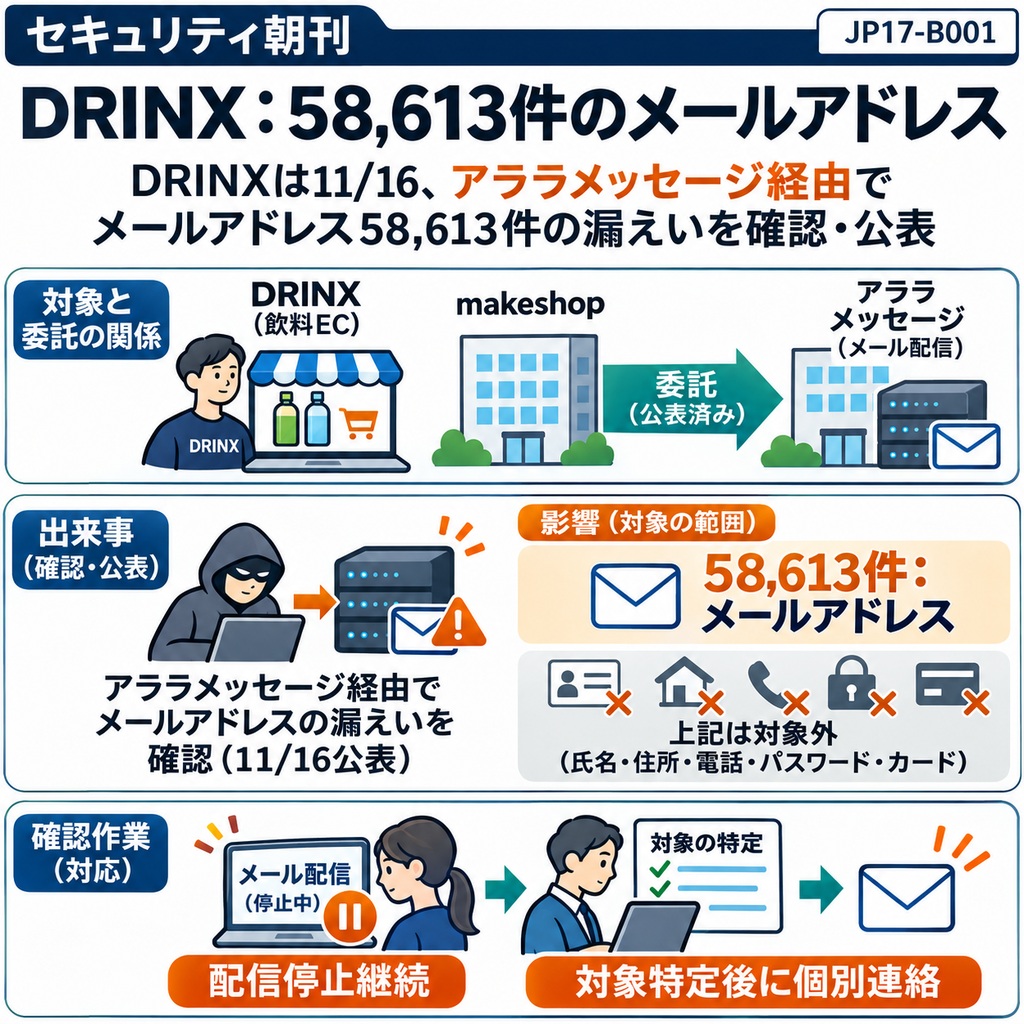 セキュリティ朝刊
JP17-B001
DRINX：58,613件のメールアドレス
DRINXは11/16、アララメッセージ経由で
メールアドレス58,613件の漏えいを確認・公表
対象と
委託の関係
DRINX
（飲料EC）
DRINX
makeshop
委託
（公表済み）
アララ
メッセージ
（メール配信）
出来事
（確認・公表）
アララメッセージ経由で
メールアドレスの漏えいを
確認（11/16公表）
影響（対象の範囲）
58,613件：
メールアドレス
上記は対象外
（氏名・住所・電話・パスワード・カード）
確認作業
（対応）
メール配信
（停止中）
配信停止継続
対象の特定
対象特定後に個別連絡